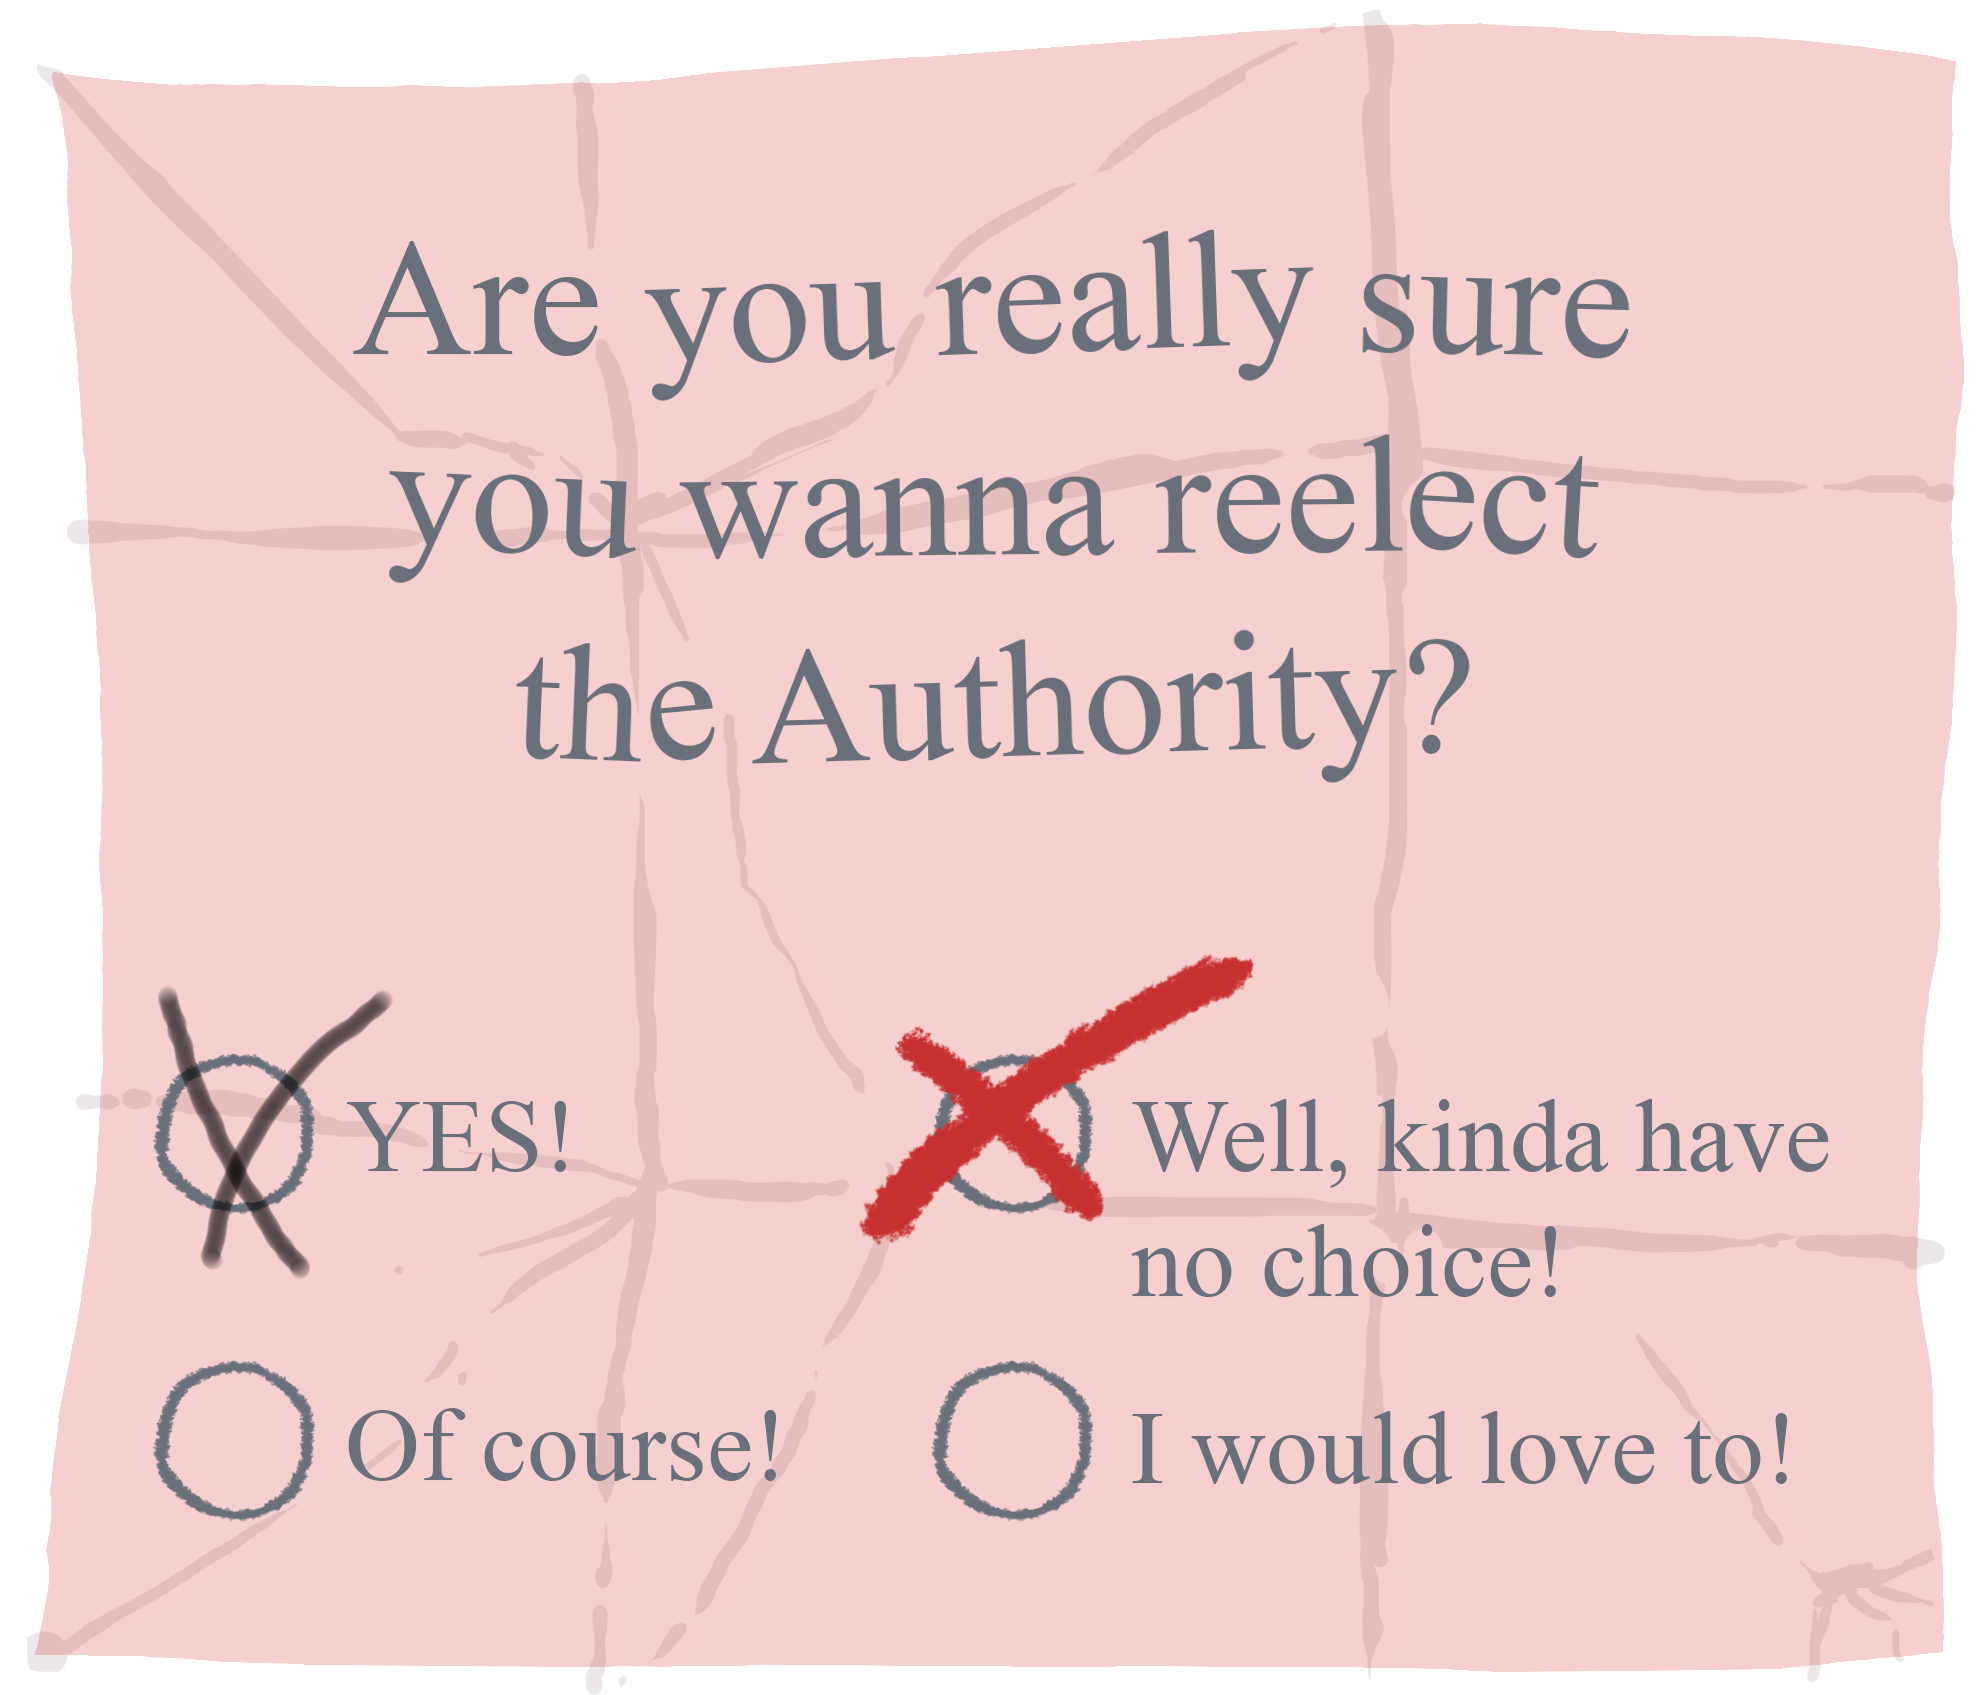 Are you really sure
you wanna reelect
the Authority?
YES!
Well, kinda have
no choice!
Of course!
I would love to!